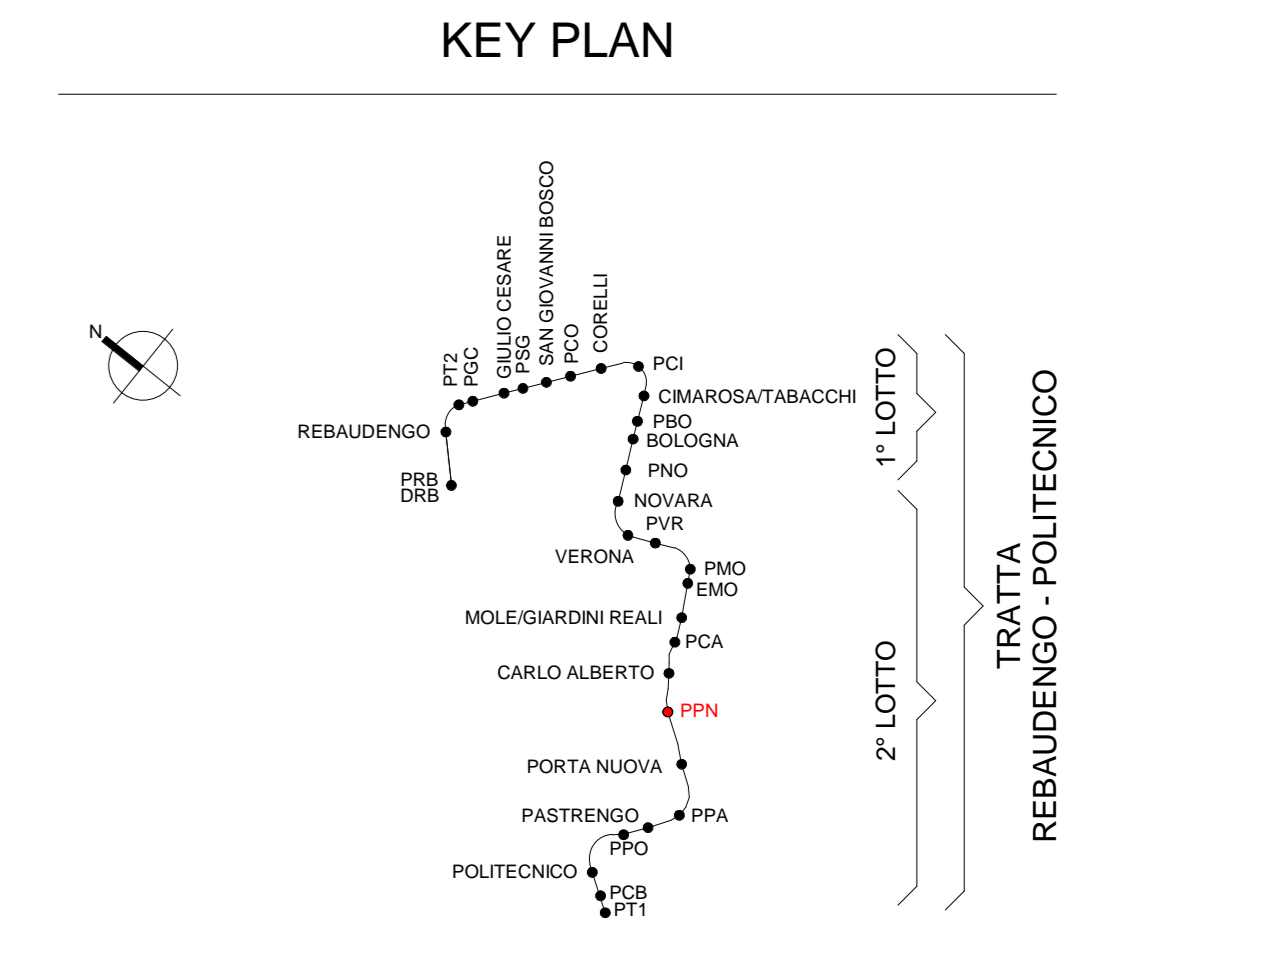 KEY PLAN
N
PT2
PGC
GIULIO CESARE
PSG
SAN GIOVANNI BOSCO
PCO
CORELLI
PCI
CIMAROSA/TABACCHI
PBO
BOLOGNA
REBAUDENGO
PNO
PRB
DRB
NOVARA
PVR
VERONA
PMO
EMO
MOLE/GIARDINI REALI
PCA
CARLO ALBERTO
PPN
PORTA NUOVA
PASTRENGO
PPA
PPO
POLITECNICO
PCB
PT1
1° LOTTO
2° LOTTO
TRATTA
REBAUDENGO - POLITECNICO